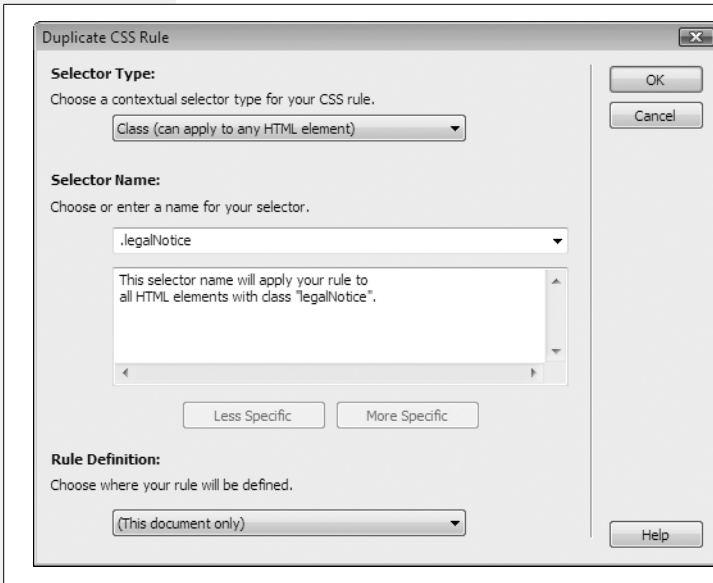 Duplicate CSS Rule
Selector Type:
Choose a contextual selector type for your CSS rule.
Class (can apply to any HTML element)
Selector Name:
Choose or enter a name for your selector.
.legalNotice
This selector name will apply your rule to
all HTML elements with class "legalNotice".
Less Specific
More Specific
Rule Definition:
Choose where your rule will be defined.
(This document only)
OK
Cancel
Help